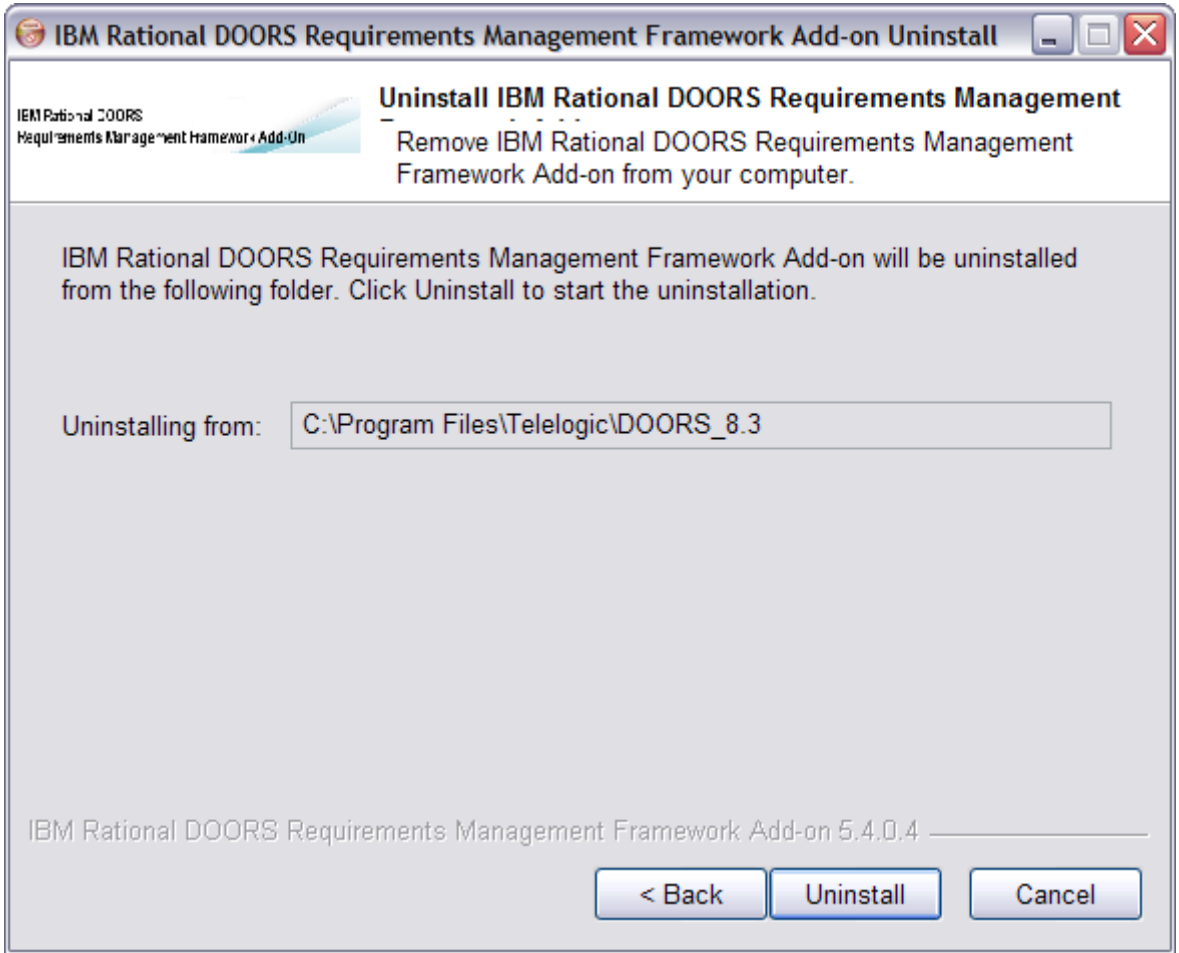 IBM Rational DOORS Requirements Management Framework Add-on Uninstall
IBM Rational DOORS
Requirements Management Framework Add-On
Uninstall IBM Rational DOORS Requirements Management
Remove IBM Rational DOORS Requirements Management
Framework Add-on from your computer.
IBM Rational DOORS Requirements Management Framework Add-on will be uninstalled
from the following folder. Click Uninstall to start the uninstallation.
Uninstalling from: C:\Program Files\Telelogic\DOORS_8.3
IBM Rational DOORS Requirements Management Framework Add-on 5.4.0.4
< Back Uninstall Cancel